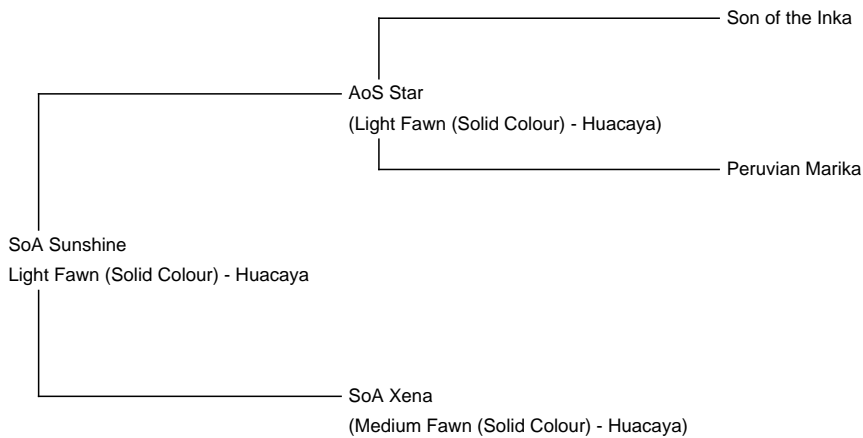 Son of the Inka
AoS Star
(Light Fawn (Solid Colour) - Huacaya)
Peruvian Marika
SoA Sunshine
Light Fawn (Solid Colour) - Huacaya
SoA Xena
(Medium Fawn (Solid Colour) - Huacaya)